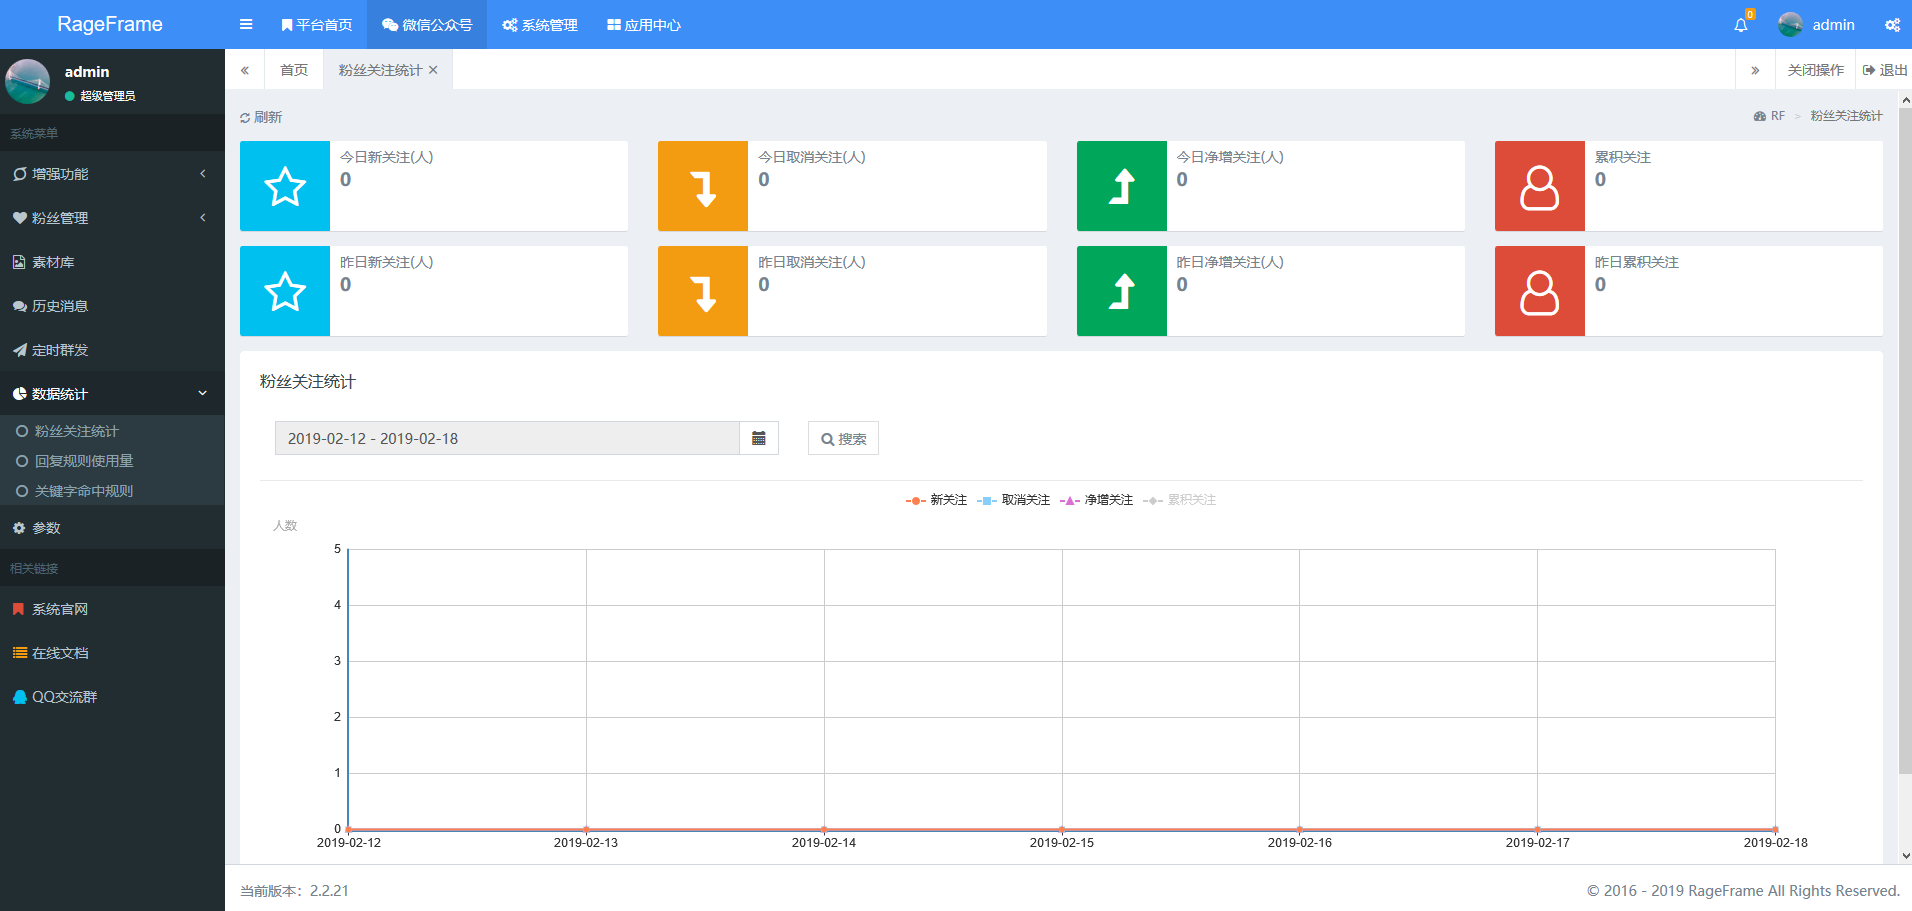 RageFrame
平台首页
微信公众号
系统管理
应用中心
0
admin
admin
超级管理员
系统菜单
增强功能
粉丝管理
素材库
历史消息
定时群发
数据统计
粉丝关注统计
回复规则使用量
关键字命中规则
参数
相关链接
系统官网
在线文档
QQ交流群
首页
粉丝关注统计
关闭操作
退出
刷新
RF > 粉丝关注统计
今日新关注(人)
0
今日取消关注(人)
0
今日净增关注(人)
0
累积关注
0
昨日新关注(人)
0
昨日取消关注(人)
0
昨日净增关注(人)
0
昨日累积关注
0
粉丝关注统计
2019-02-12 - 2019-02-18
搜索
新关注
取消关注
净增关注
累积关注
人数
5
4
3
2
1
0
2019-02-12
2019-02-13
2019-02-14
2019-02-15
2019-02-16
2019-02-17
2019-02-18
当前版本：2.2.21
© 2016 - 2019 RageFrame All Rights Reserved.